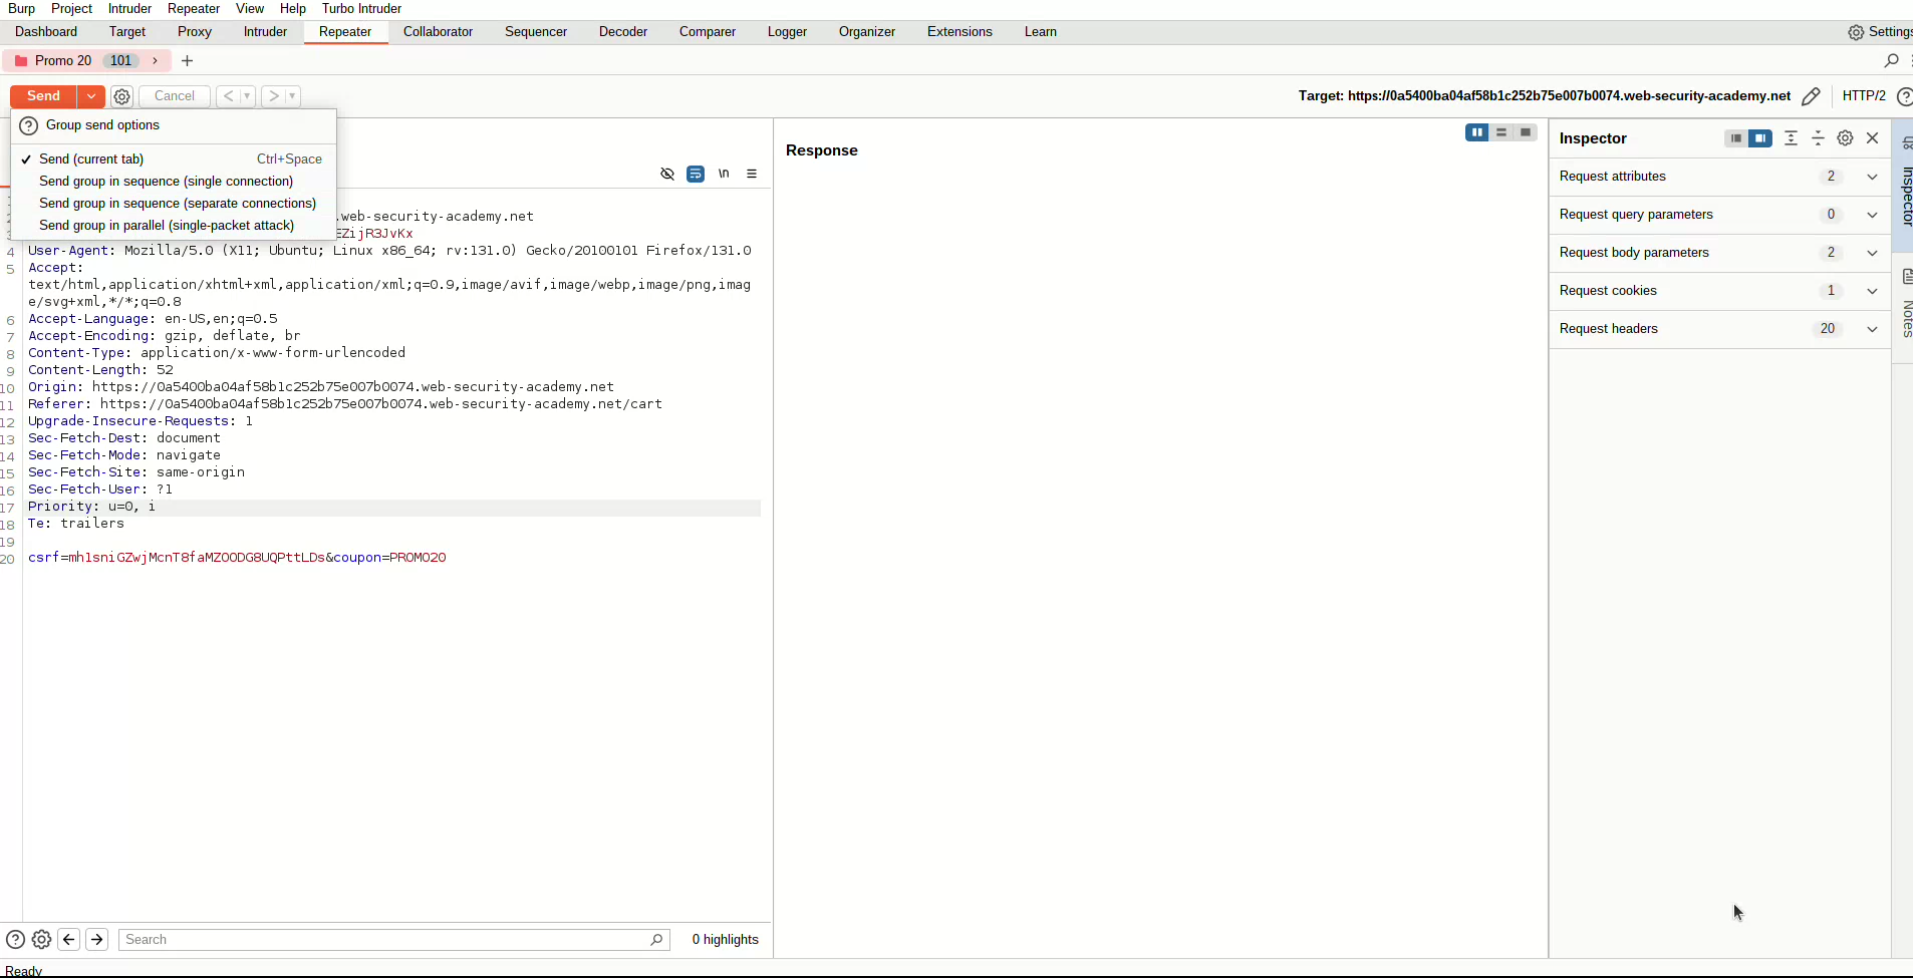 Burp Project Intruder Repeater View Help Turbo Intruder
Dashboard Target Proxy Intruder Repeater Collaborator Sequencer Decoder Comparer Logger Organizer Extensions Learn Settings
Promo 20 101 > +
Send Cancel < > Target: https://0a5400ba04af58b1c252b75e007b0074.web-security-academy.net HTTP/2
Group send options
Send (current tab) Ctrl+Space
Send group in sequence (single connection)
Send group in sequence (separate connections)
Send group in parallel (single-packet attack)
Response
\n
.web-security-academy.net
EZijR3JvKx
4 User-Agent: Mozilla/5.0 (X11; Ubuntu; Linux x86_64; rv:131.0) Gecko/20100101 Firefox/131.0
5 Accept:
text/html,application/xhtml+xml,application/xml;q=0.9,image/avif,image/webp,image/png,imag
e/svg+xml,*/*;q=0.8
6 Accept-Language: en-US,en;q=0.5
7 Accept-Encoding: gzip, deflate, br
8 Content-Type: application/x-www-form-urlencoded
9 Content-Length: 52
10 Origin: https://0a5400ba04af58b1c252b75e007b0074.web-security-academy.net
11 Referer: https://0a5400ba04af58b1c252b75e007b0074.web-security-academy.net/cart
12 Upgrade-Insecure-Requests: 1
13 Sec-Fetch-Dest: document
14 Sec-Fetch-Mode: navigate
15 Sec-Fetch-Site: same-origin
16 Sec-Fetch-User: ?1
17 Priority: u=0, i
18 Te: trailers
19
20 csrf=mh1sniGZwjMcnT8faMZOODG8UQPttLDs&coupon=PROMO20
Inspector
Request attributes 2
Request query parameters 0
Request body parameters 2
Request cookies 1
Request headers 20
Inspector
Notes
Search 0 highlights
Ready